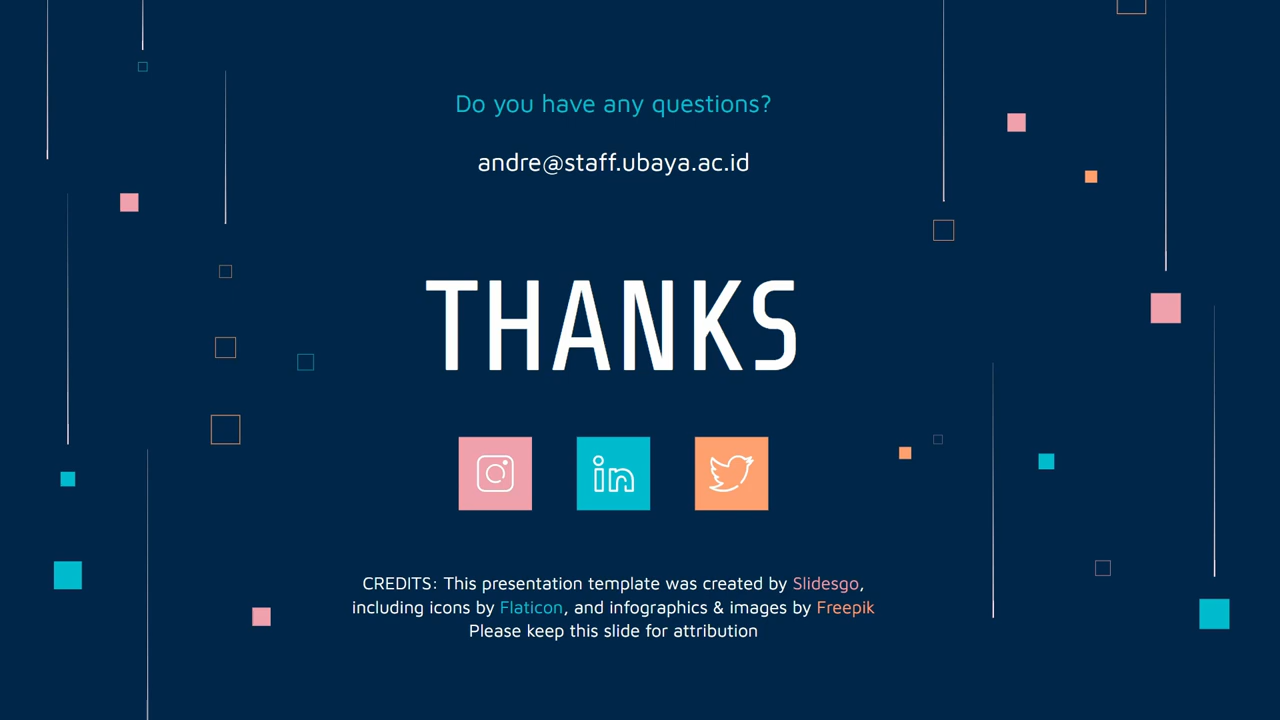 Do you have any questions?
andre@staff.ubaya.ac.id
THANKS
in
CREDITS: This presentation template was created by Slidesgo,
including icons by Flaticon, and infographics & images by Freepik
Please keep this slide for attribution